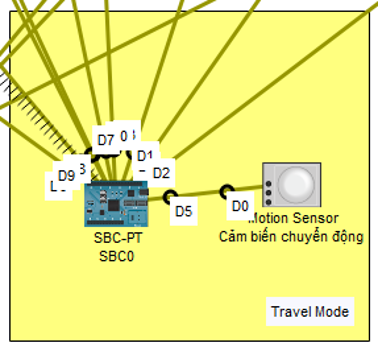 D7
D1
D9
D2
D5
D0
Motion Sensor
Cảm biến chuyển động
SBC-PT
SBC0
Travel Mode